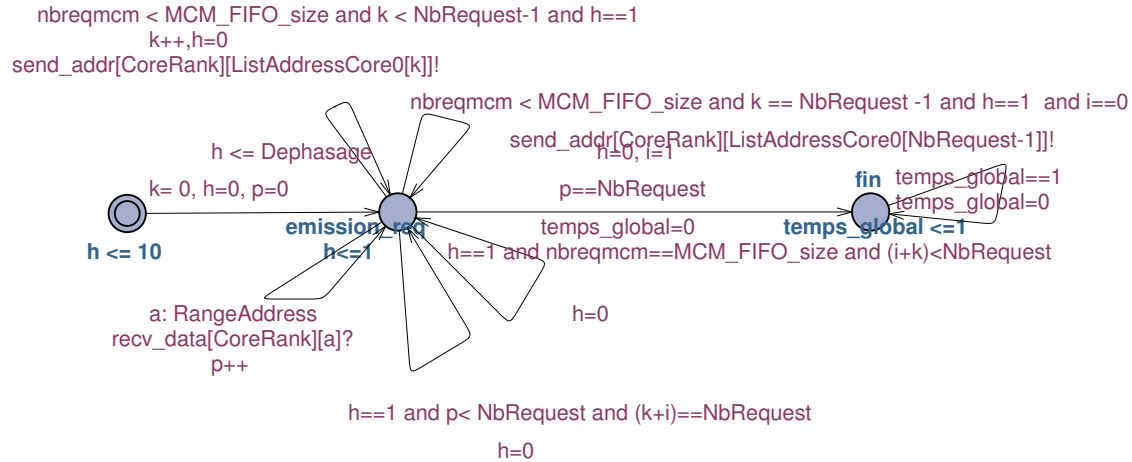 nbreqmcm < MCM_FIFO_size and k < NbRequest-1 and h==1
k++,h=0
send_addr[CoreRank][ListAddressCore0[k]]!
nbreqmcm < MCM_FIFO_size and k == NbRequest -1 and h==1  and i==0
send_addr[CoreRank][ListAddressCore0[NbRequest-1]]!
h=0, i=1
h <= Dephasage
k= 0, h=0, p=0
p==NbRequest
temps_global=0
fin
temps_global==1
temps_global=0
h <= 10
emission_req
h<=1
temps_global <=1
h==1 and nbreqmcm==MCM_FIFO_size and (i+k)<NbRequest
h=0
a: RangeAddress
recv_data[CoreRank][a]?
p++
h==1 and p< NbRequest and (k+i)==NbRequest
h=0